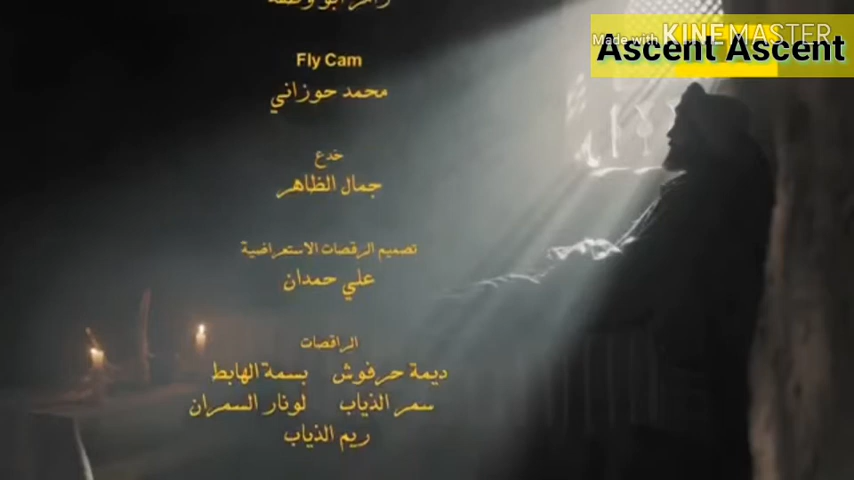 Made with KINEMASTER
Ascent Ascent
Fly Cam
محمد حوزاني
خدع
جمال الظاهر
تصميم الرقصات الاستعراضية
علي حمدان
الراقصات
ديمة حرفوش بسمة الهابط
سمر الذياب لونار السمران
ريم الذياب